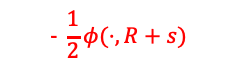 - 1/2 ϕ(·, R + s)